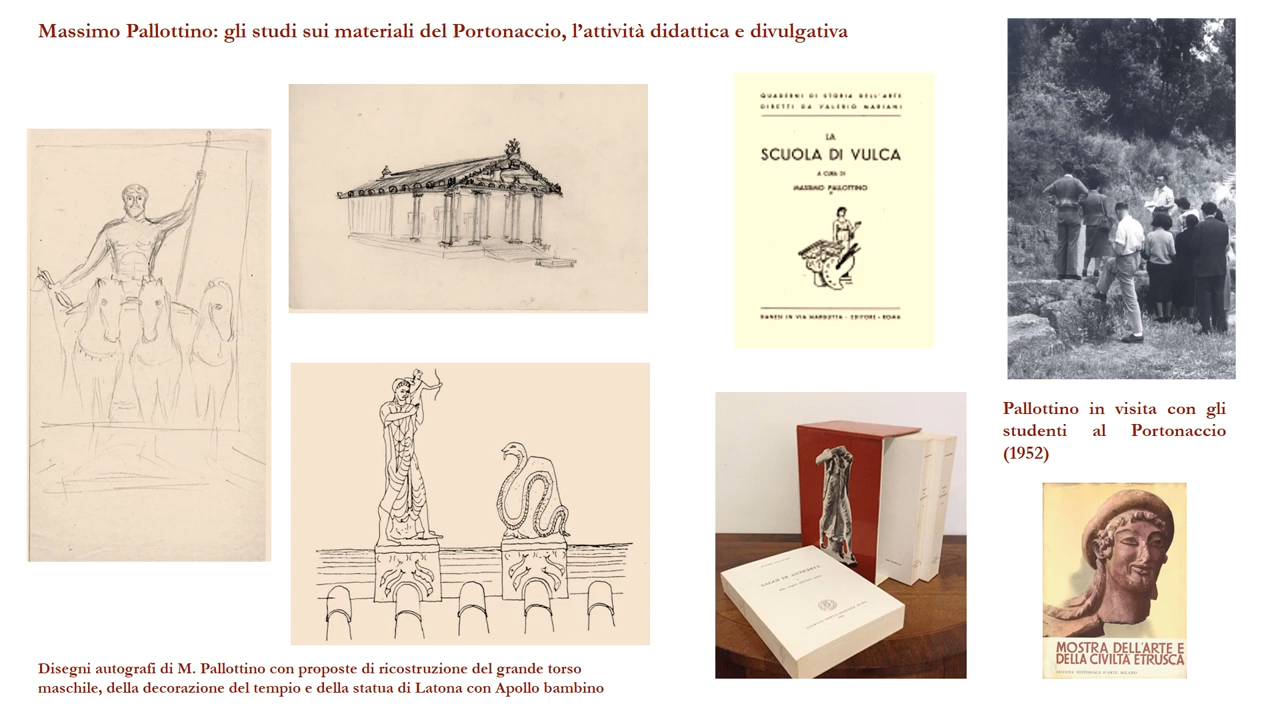 Massimo Pallottino: gli studi sui materiali del Portonaccio, l'attività didattica e divulgativa
QUADERNI DI STORIA DELL'ARTE
DIRETTI DA VALERIO MARIANI
LA
SCUOLA DI VULCA
A CURA DI
MASSIMO PALLOTTINO
DANESI IN VIA MARGUTTA - EDITORE - ROMA
Pallottino in visita con gli
studenti al Portonaccio
(1952)
SAGGI DI ANTICHITÀ
MOSTRA DELL'ARTE E
DELLA CIVILTÀ ETRUSCA
Disegni autografi di M. Pallottino con proposte di ricostruzione del grande torso
maschile, della decorazione del tempio e della statua di Latona con Apollo bambino